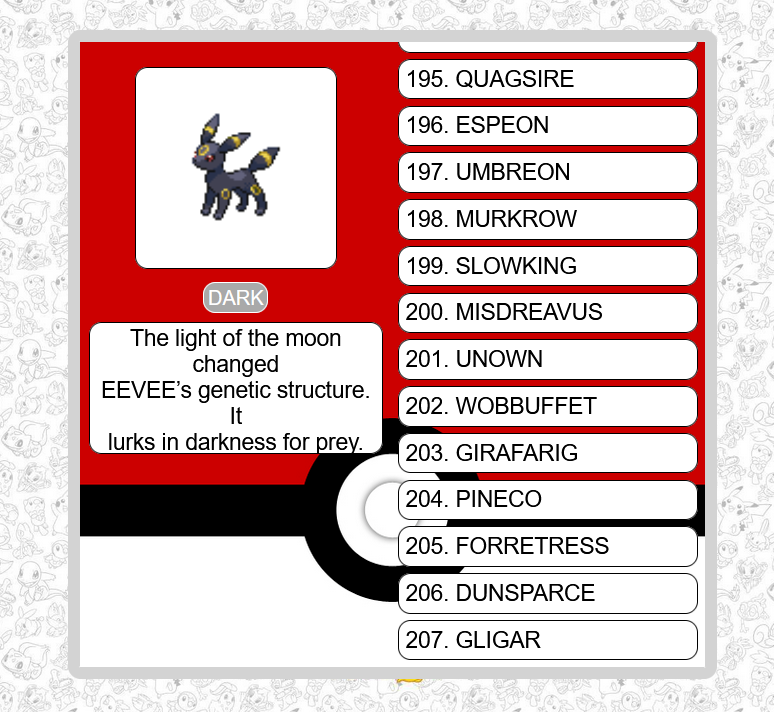 DARK
The light of the moon
changed
EEVEE’s genetic structure.
It
lurks in darkness for prey.
195. QUAGSIRE
196. ESPEON
197. UMBREON
198. MURKROW
199. SLOWKING
200. MISDREAVUS
201. UNOWN
202. WOBBUFFET
203. GIRAFARIG
204. PINECO
205. FORRETRESS
206. DUNSPARCE
207. GLIGAR